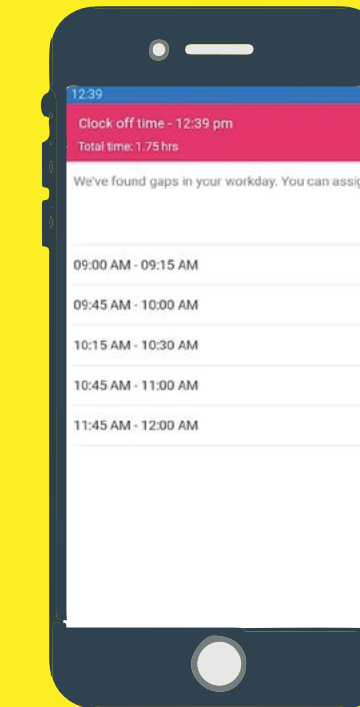 12:39
Clock off time - 12:39 pm
Total time: 1.75 hrs
We've found gaps in your workday. You can assig
09:00 AM - 09:15 AM
09:45 AM - 10:00 AM
10:15 AM - 10:30 AM
10:45 AM - 11:00 AM
11:45 AM - 12:00 AM